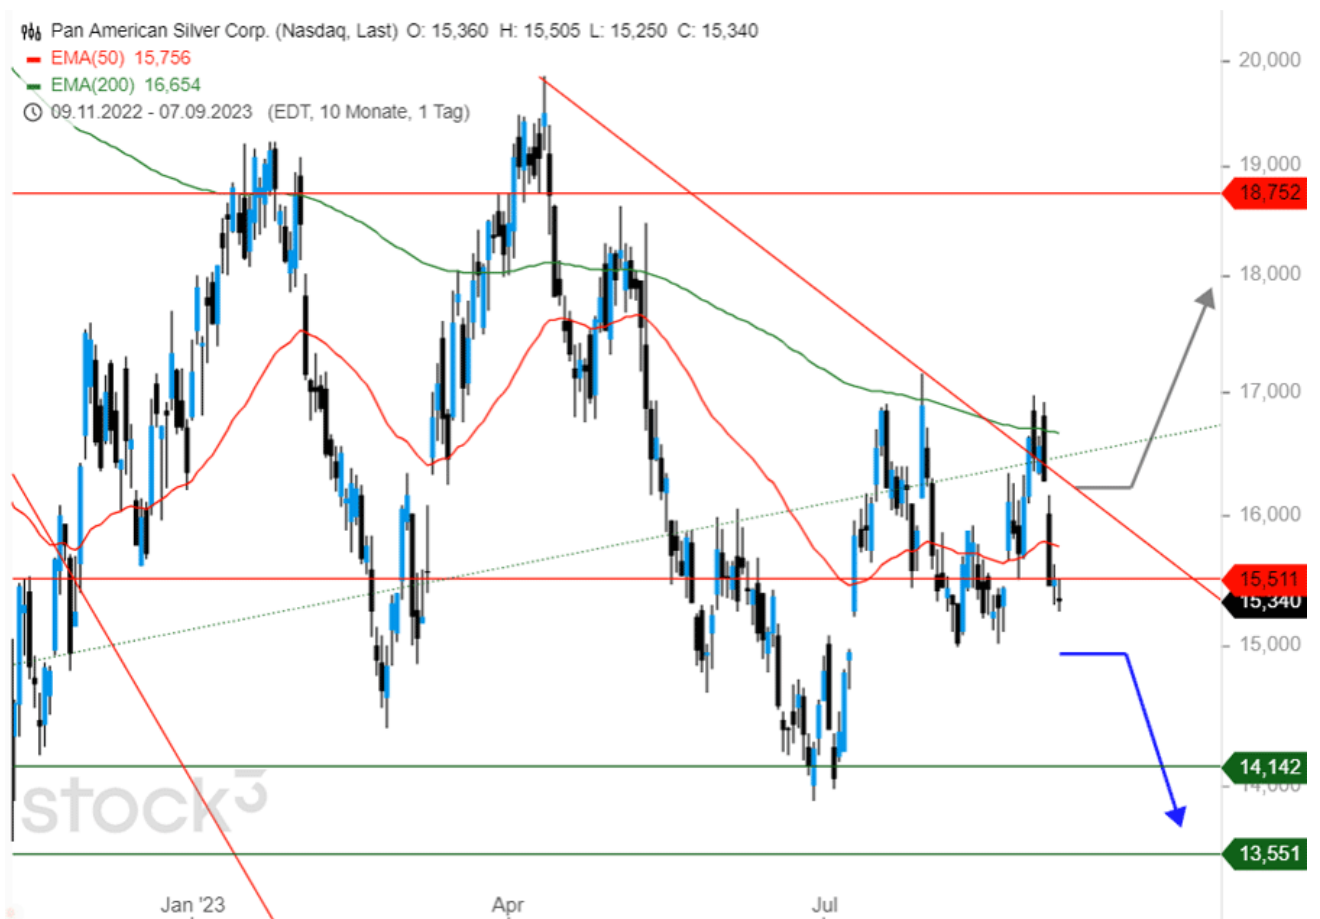 Pan American Silver Corp. (Nasdaq, Last) O: 15,360 H: 15,505 L: 15,250 C: 15,340
EMA(50) 15,756
EMA(200) 16,654
09.11.2022 - 07.09.2023 (EDT, 10 Monate, 1 Tag)
20,000
19,000
18,752
18,000
17,000
16,000
15,511
15,340
15,000
14,142
14,000
13,551
stock3
Jan '23 Apr Jul